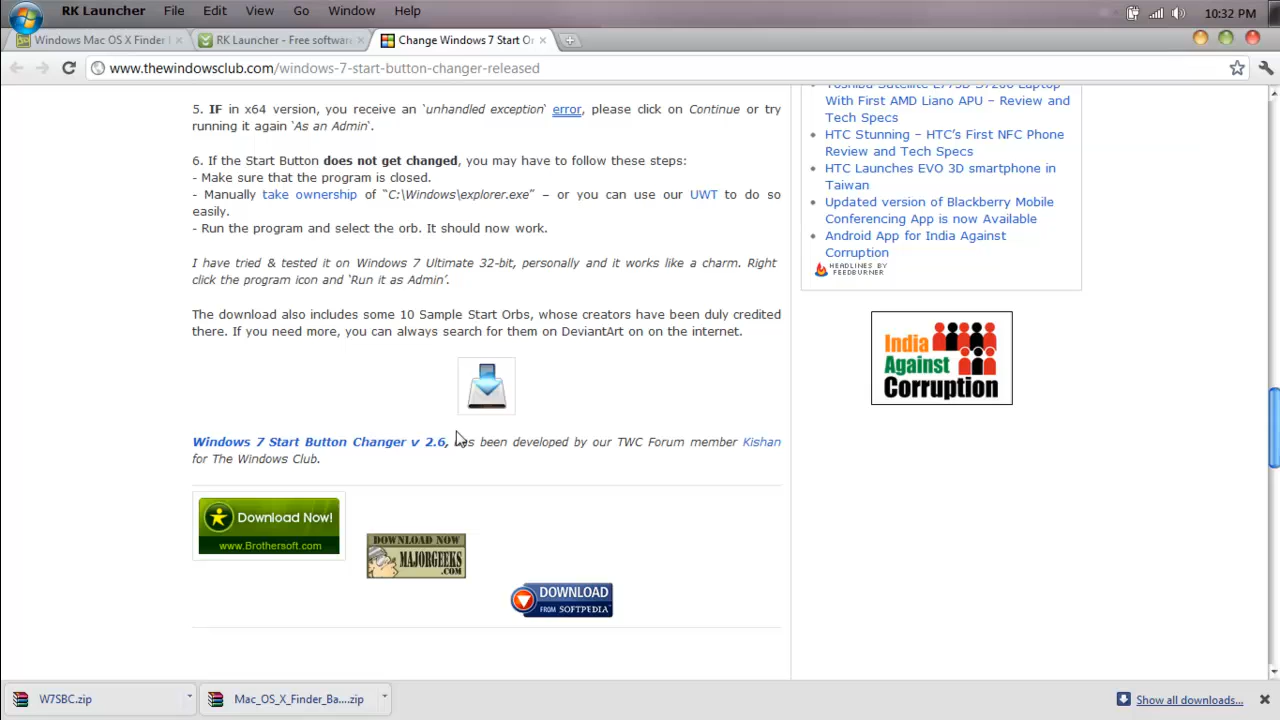 RK Launcher File Edit View Go Window Help 10:32 PM
Windows Mac OS X Finder RK Launcher - Free softwar Change Windows 7 Start Or
www.thewindowsclub.com/windows-7-start-button-changer-released
5. IF in x64 version, you receive an `unhandled exception` error, please click on Continue or try
running it again `As an Admin`.
6. If the Start Button does not get changed, you may have to follow these steps:
- Make sure that the program is closed.
- Manually take ownership of “C:\Windows\explorer.exe” – or you can use our UWT to do so
easily.
- Run the program and select the orb. It should now work.
I have tried & tested it on Windows 7 Ultimate 32-bit, personally and it works like a charm. Right
click the program icon and ‘Run it as Admin’.
The download also includes some 10 Sample Start Orbs, whose creators have been duly credited
there. If you need more, you can always search for them on DeviantArt on on the internet.
Windows 7 Start Button Changer v 2.6, has been developed by our TWC Forum member Kishan
for The Windows Club.
Download Now!
www.Brothersoft.com
DOWNLOAD NOW
MAJORGEEKS
.COM
DOWNLOAD
FROM SOFTPEDIA
Toshiba Satellite E775D-S7200 Laptop
With First AMD Liano APU – Review and
Tech Specs
HTC Stunning – HTC’s First NFC Phone
Review and Tech Specs
HTC Launches EVO 3D smartphone in
Taiwan
Updated version of Blackberry Mobile
Conferencing App is now Available
Android App for India Against
Corruption
HEADLINES BY
FEEDBURNER
India
Against
Corruption
W7SBC.zip Mac_OS_X_Finder_Ba....zip Show all downloads...